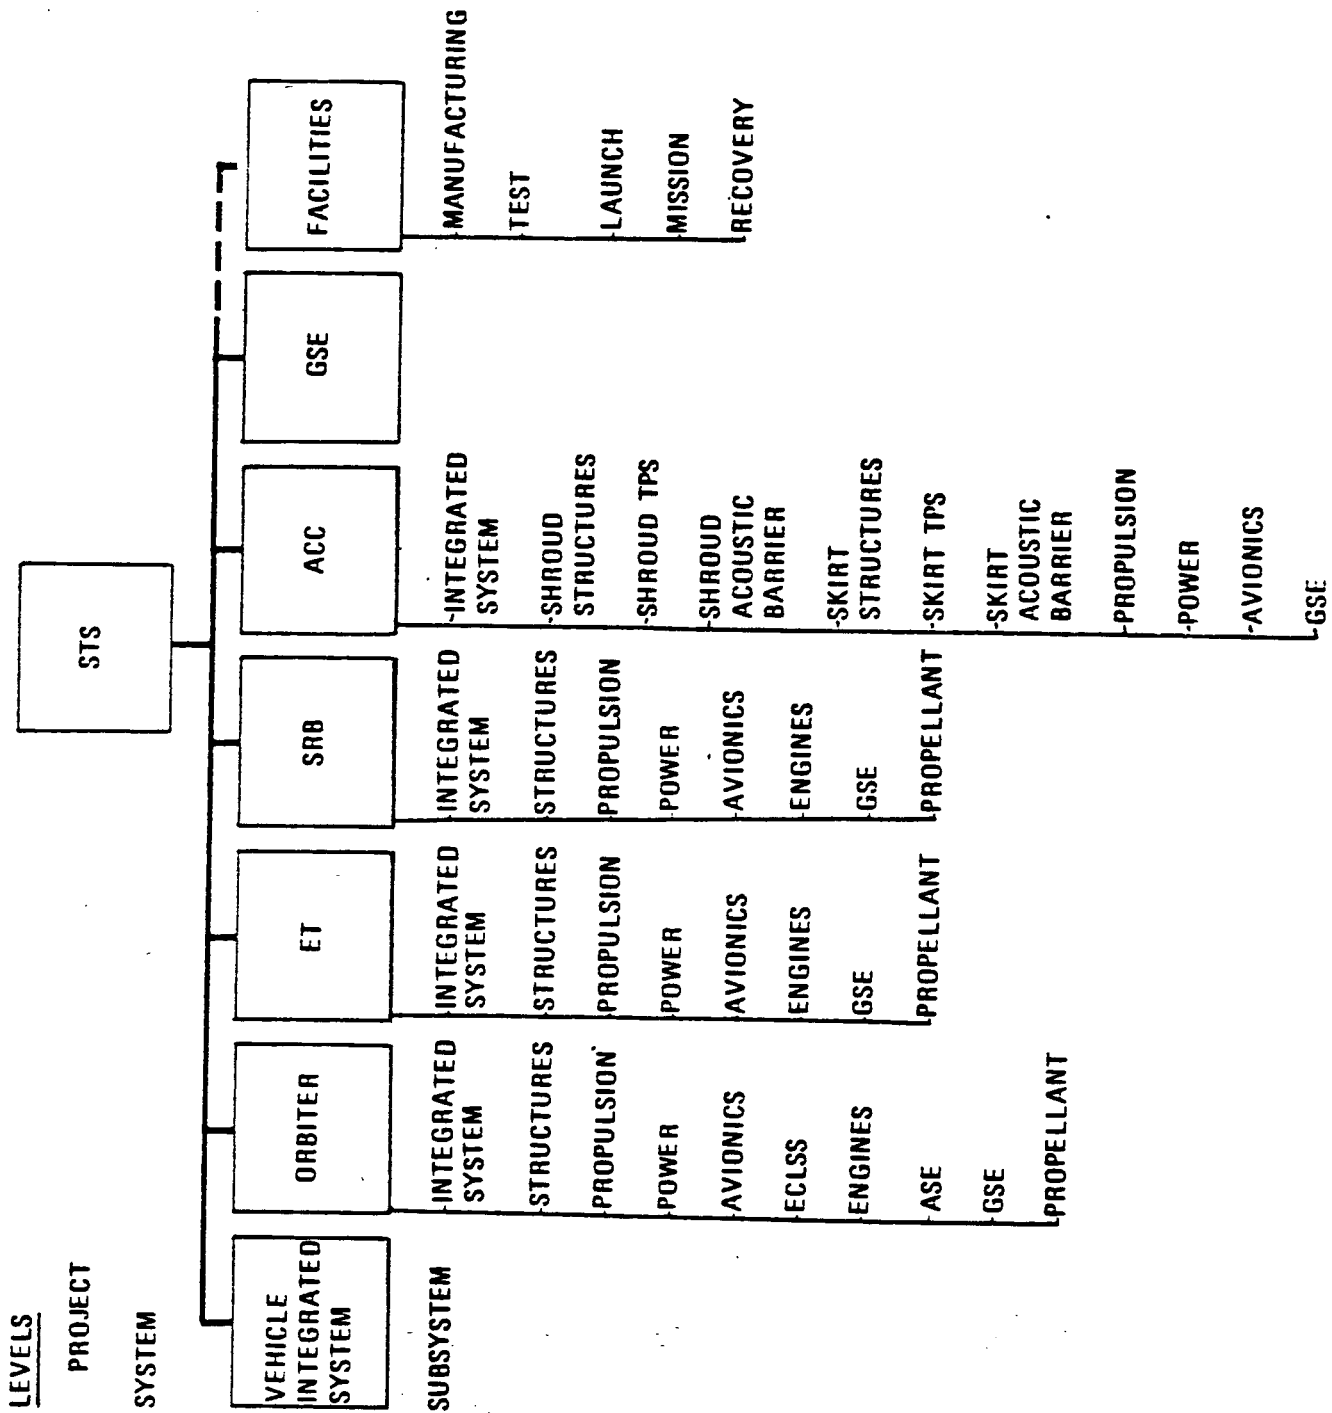 LEVELS
PROJECT
STS
SYSTEM
VEHICLE
INTEGRATED
SYSTEM
ORBITER
ET
SRB
ACC
GSE
FACILITIES
SUBSYSTEM
INTEGRATED
SYSTEM
STRUCTURES
PROPULSION
POWER
AVIONICS
ECLSS
ENGINES
ASE
GSE
PROPELLANT
INTEGRATED
SYSTEM
STRUCTURES
PROPULSION
POWER
AVIONICS
ENGINES
GSE
PROPELLANT
INTEGRATED
SYSTEM
STRUCTURES
PROPULSION
POWER
AVIONICS
ENGINES
GSE
PROPELLANT
INTEGRATED
SYSTEM
SHROUD
STRUCTURES
SHROUD TPS
SHROUD
ACOUSTIC
BARRIER
SKIRT
STRUCTURES
SKIRT TPS
SKIRT
ACOUSTIC
BARRIER
PROPULSION
POWER
AVIONICS
GSE
MANUFACTURING
TEST
LAUNCH
MISSION
RECOVERY